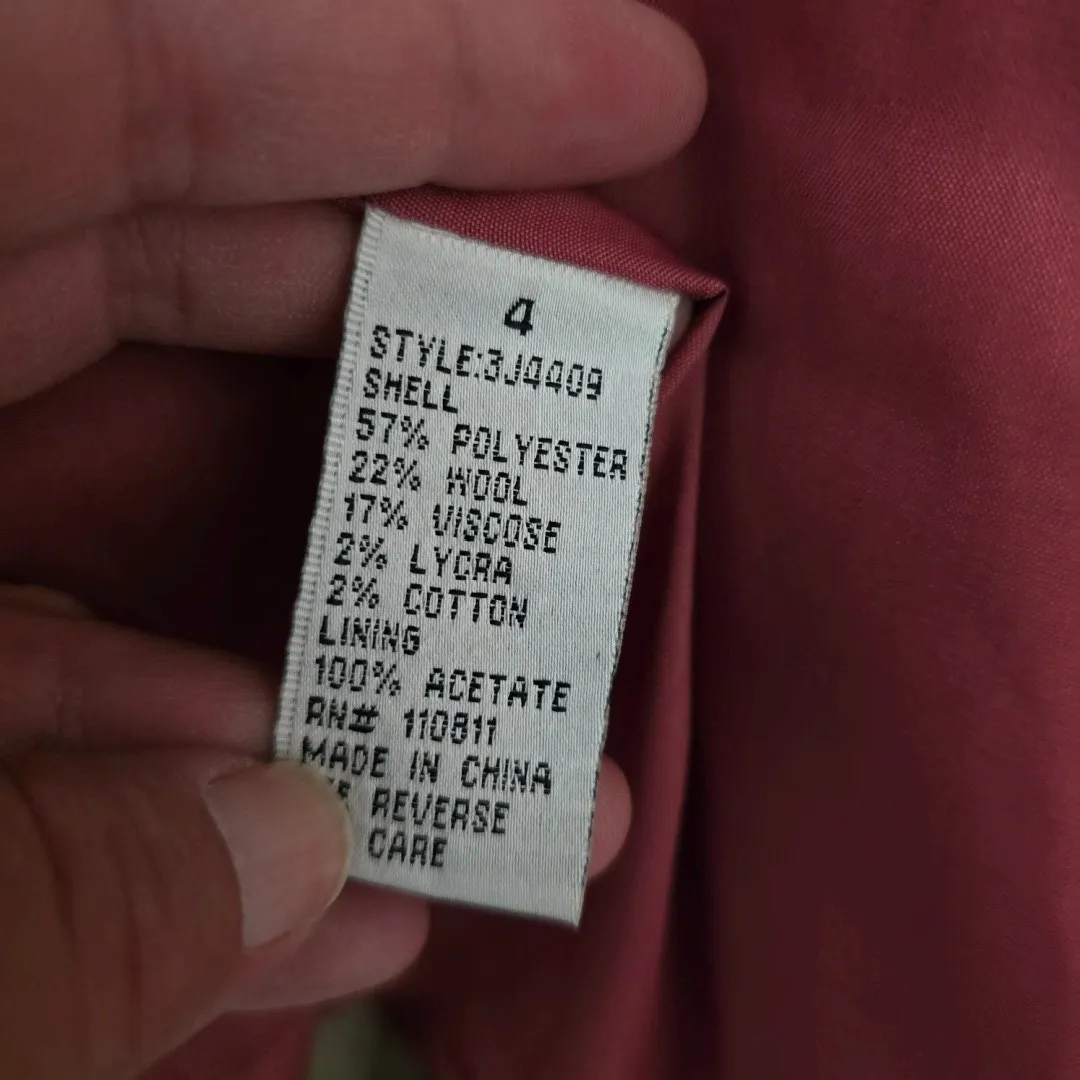 4
STYLE:3J4409
SHELL
57% POLYESTER
22% WOOL
17% VISCOSE
2% LYCRA
2% COTTON
LINING
100% ACETATE
RN# 110811
MADE IN CHINA
REVERSE
CARE